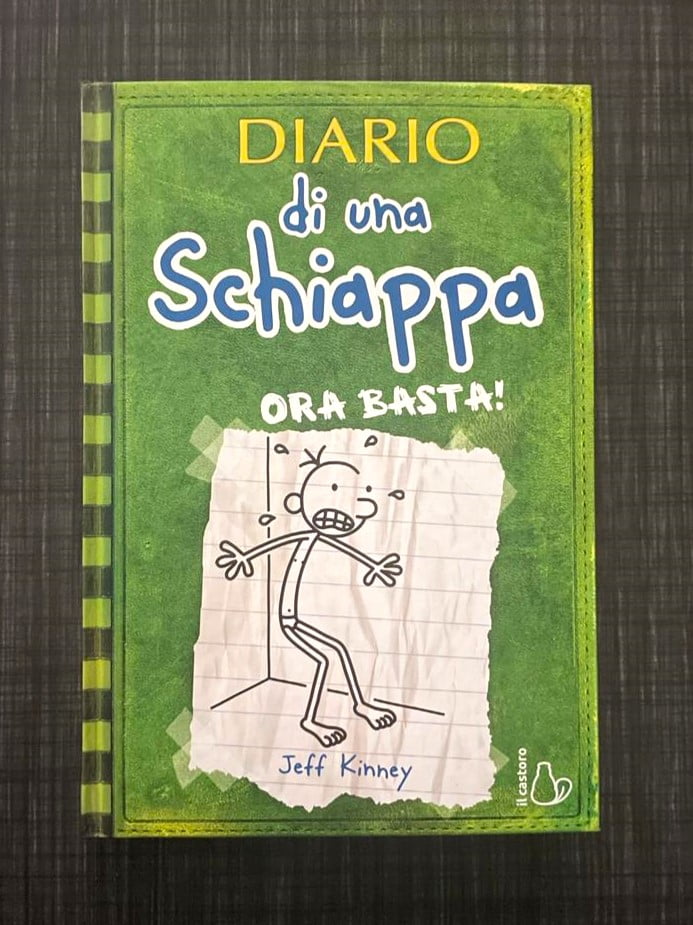 DIARIO
di una
Schiappa
ORA BASTA!
Jeff Kinney
il castoro